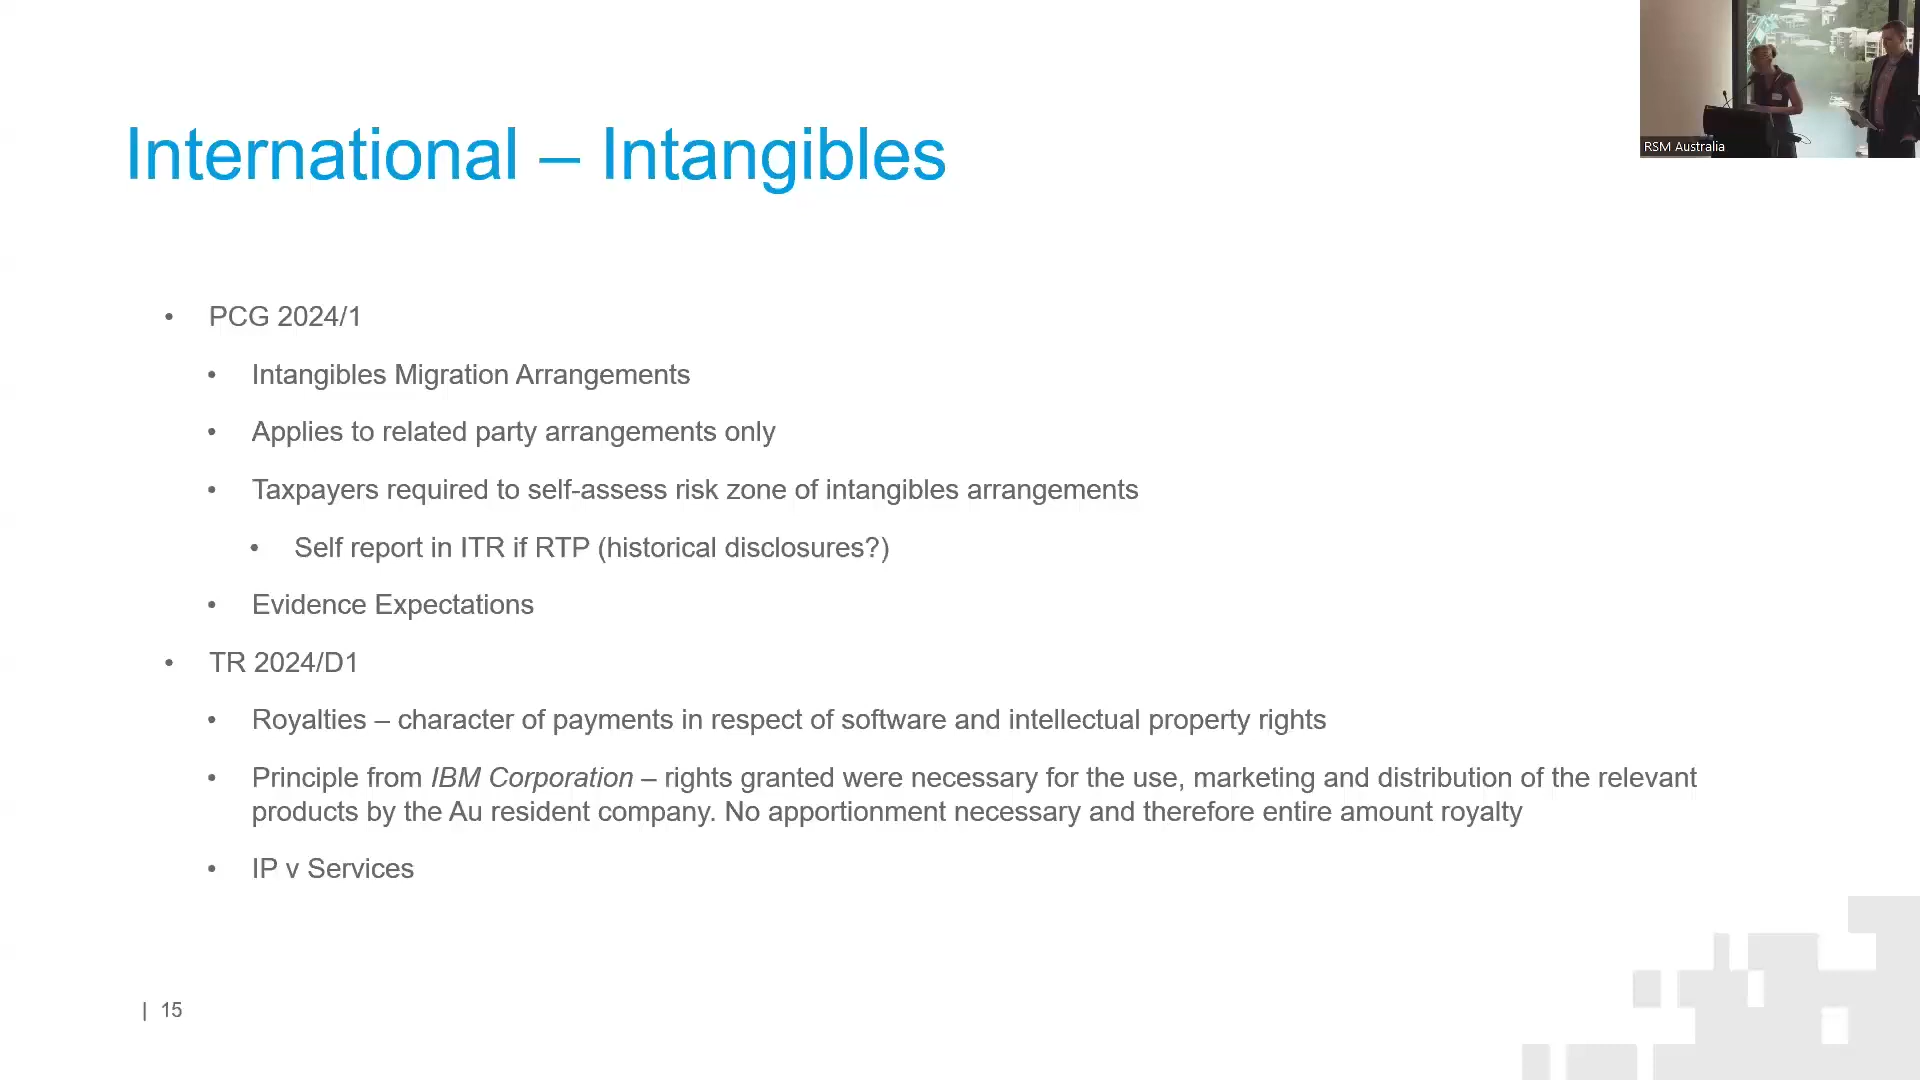 RSM Australia
International – Intangibles
• PCG 2024/1
• Intangibles Migration Arrangements
• Applies to related party arrangements only
• Taxpayers required to self-assess risk zone of intangibles arrangements
• Self report in ITR if RTP (historical disclosures?)
• Evidence Expectations
• TR 2024/D1
• Royalties – character of payments in respect of software and intellectual property rights
• Principle from IBM Corporation – rights granted were necessary for the use, marketing and distribution of the relevant
products by the Au resident company. No apportionment necessary and therefore entire amount royalty
• IP v Services
| 15